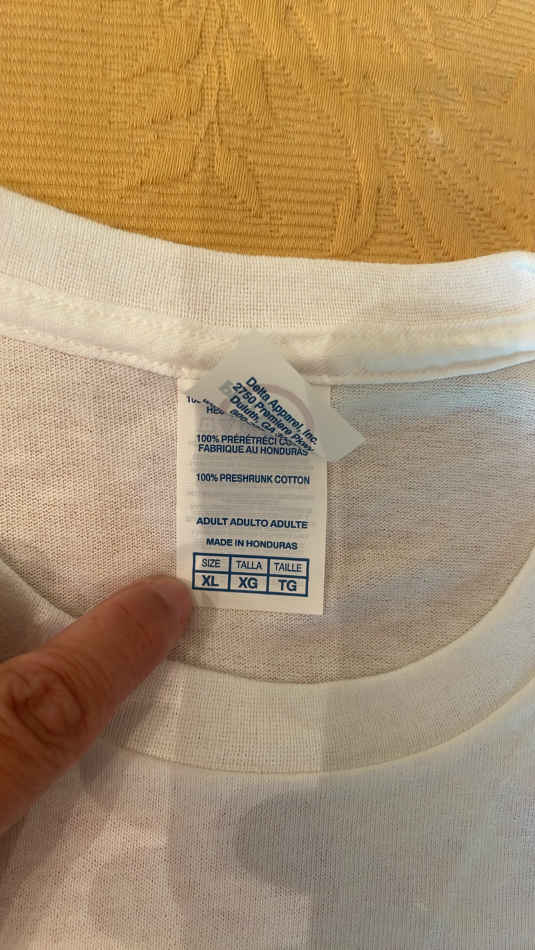 Delta Apparel, Inc.
2750 Premiere Pkwy
Duluth, GA
100% PRÉRÉTRÉCI
FABRIQUE AU HONDURAS
100% PRESHRUNK COTTON
ADULT ADULTO ADULTE
MADE IN HONDURAS
SIZE TALLA TAILLE
XL XG TG